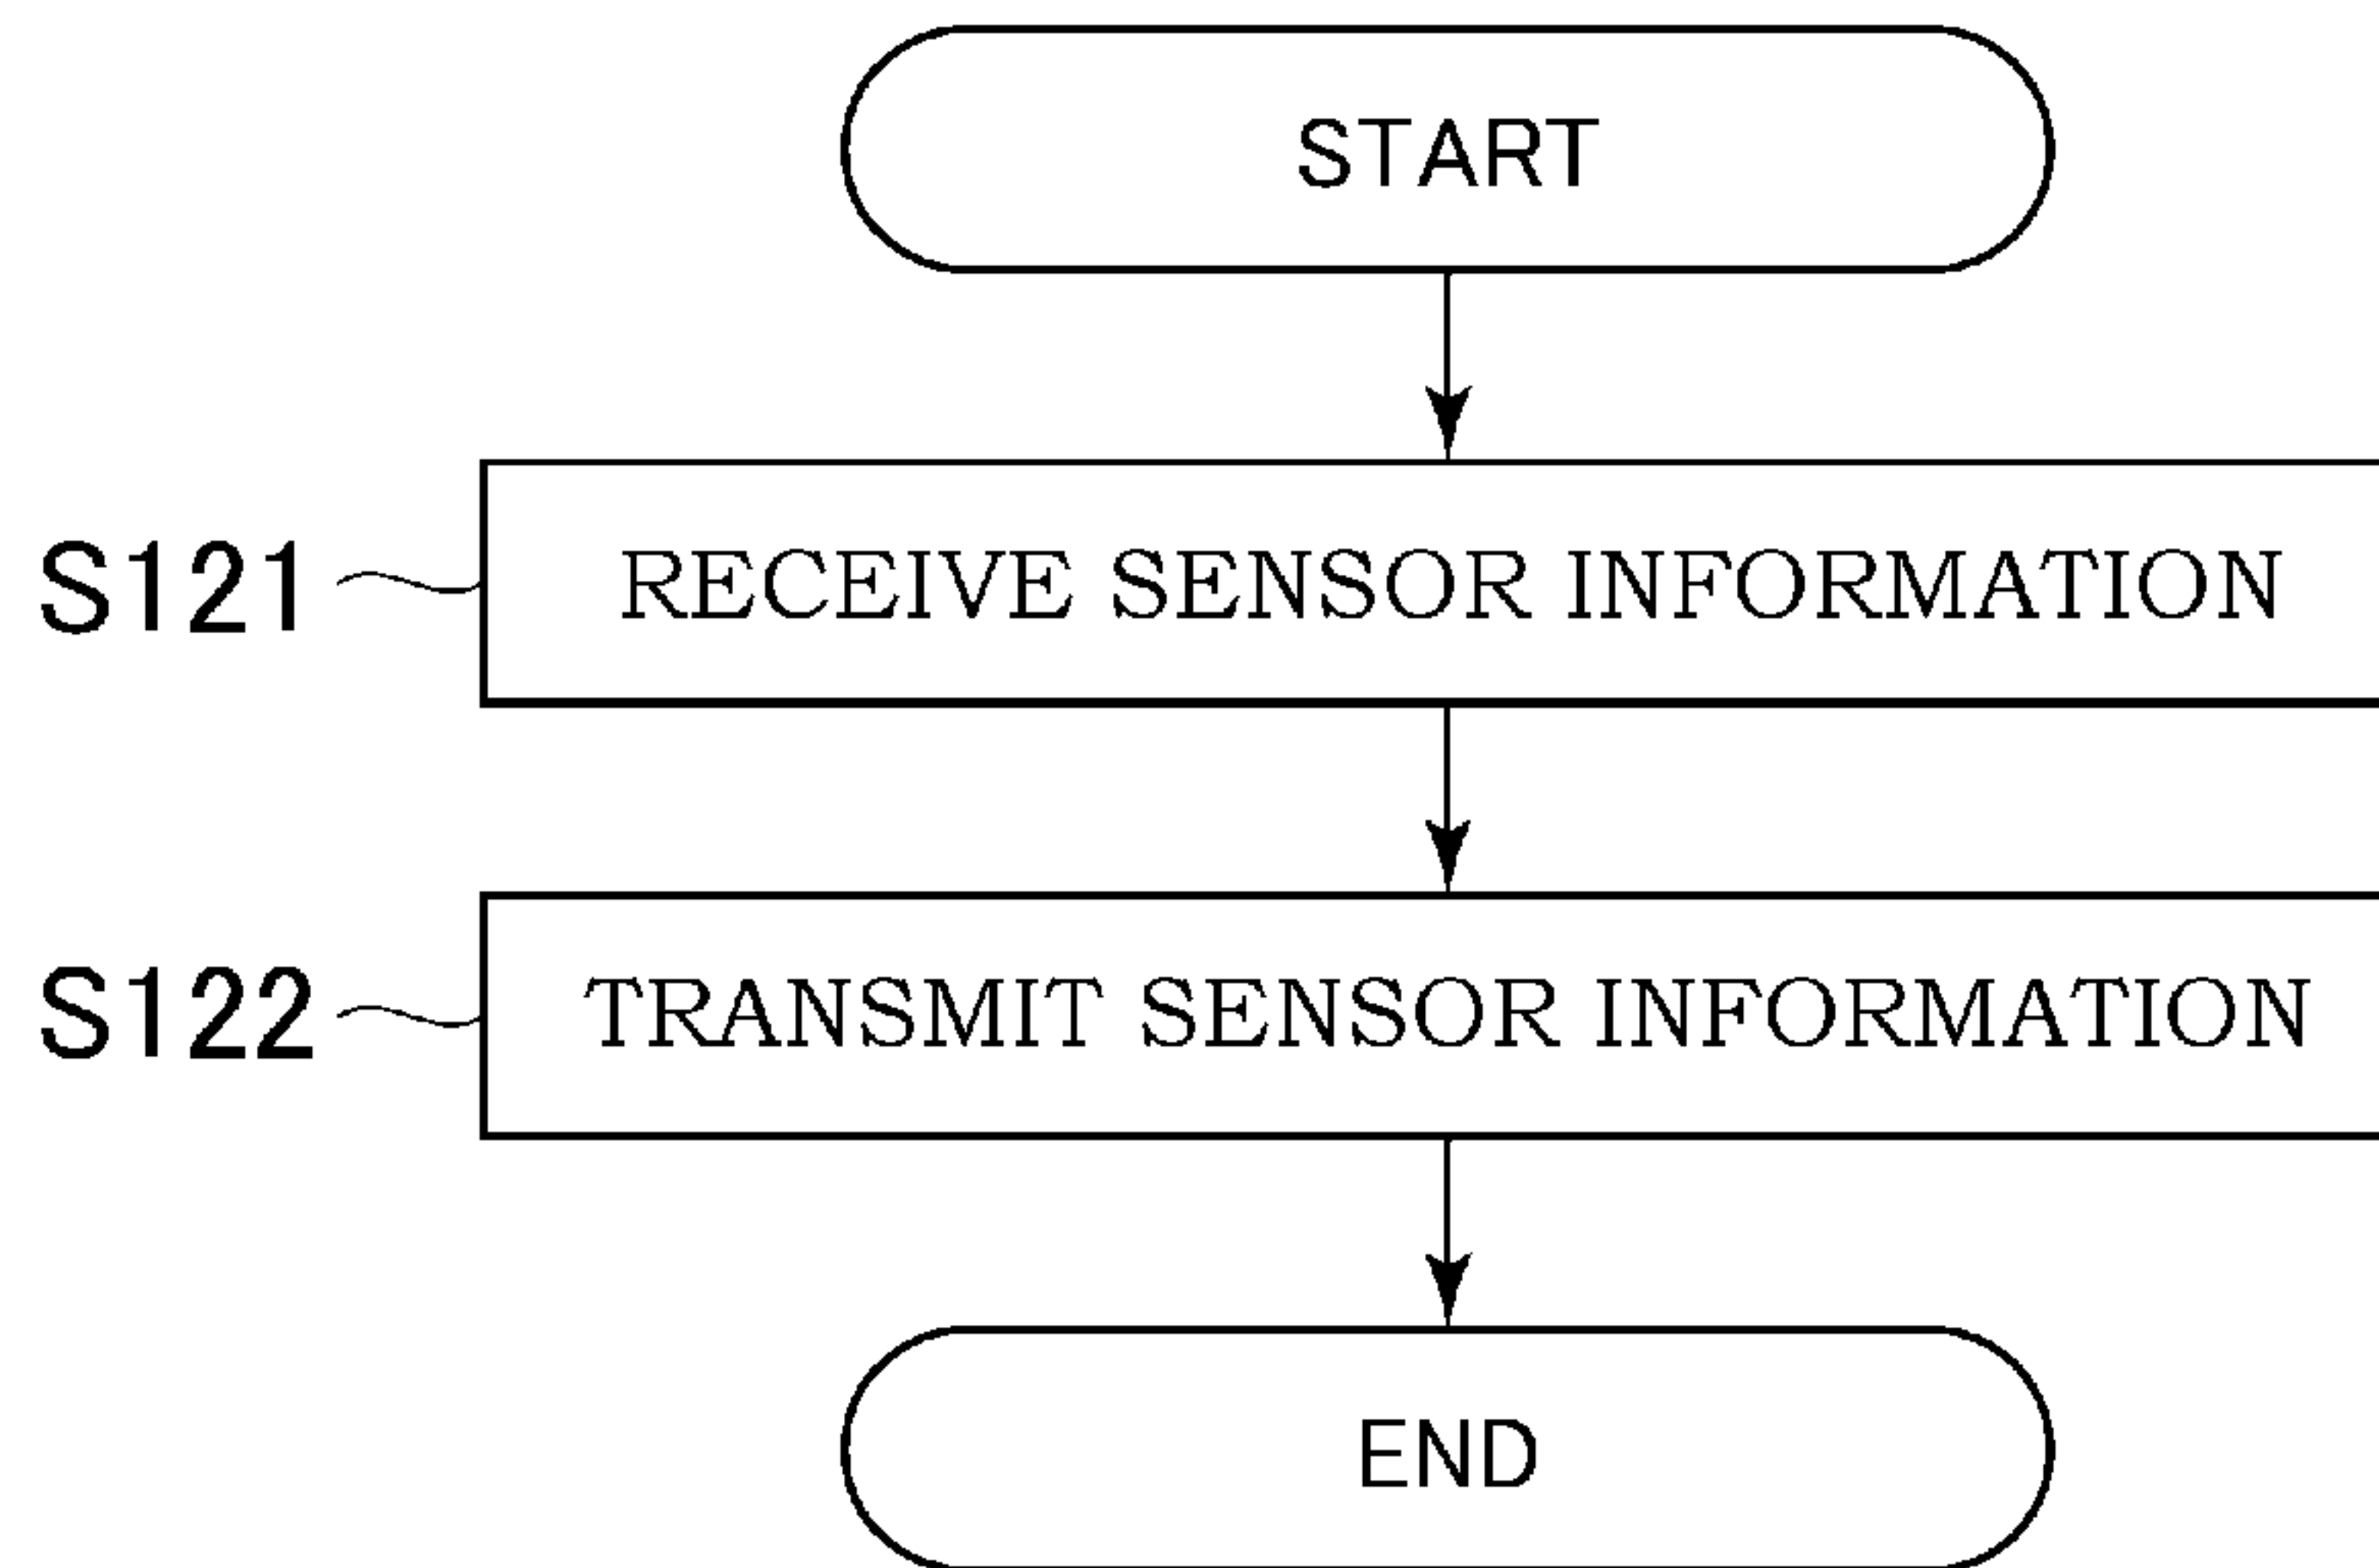 START
S121 RECEIVE SENSOR INFORMATION
S122 TRANSMIT SENSOR INFORMATION
END